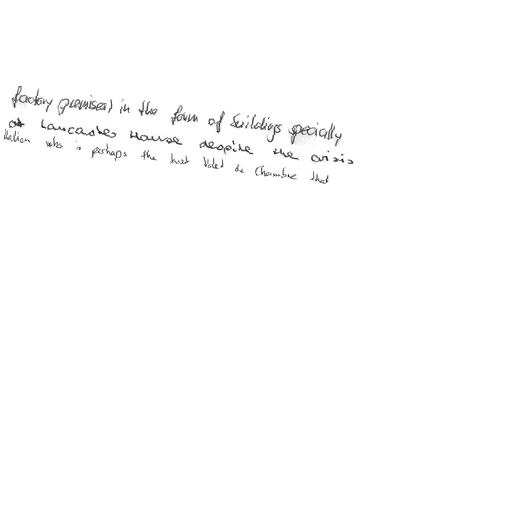 factory premises) in the form of buildings specially
at Lancaster House despite the crisis
Italian who is perhaps the best Valet de Chambre that